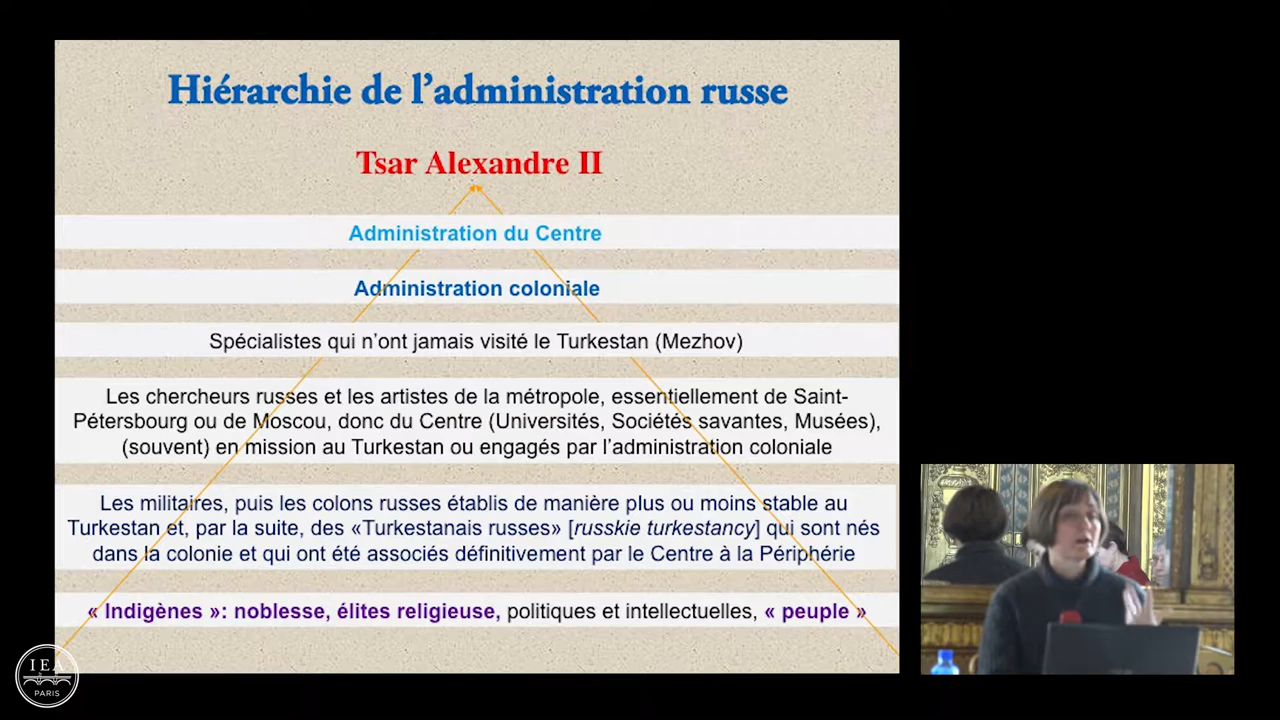 Hiérarchie de l’administration russe
Tsar Alexandre II
Administration du Centre
Administration coloniale
Spécialistes qui n’ont jamais visité le Turkestan (Mezhov)
Les chercheurs russes et les artistes de la métropole, essentiellement de Saint-
Pétersbourg ou de Moscou, donc du Centre (Universités, Sociétés savantes, Musées),
(souvent) en mission au Turkestan ou engagés par l’administration coloniale
Les militaires, puis les colons russes établis de manière plus ou moins stable au
Turkestan et, par la suite, des «Turkestanais russes» [russkie turkestancy] qui sont nés
dans la colonie et qui ont été associés définitivement par le Centre à la Périphérie
« Indigènes »: noblesse, élites religieuse, politiques et intellectuelles, « peuple »
IEA
PARIS